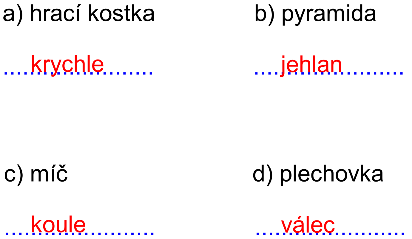 a) hrací kostka
b) pyramida
krychle
jehlan
c) míč
d) plechovka
koule
válec